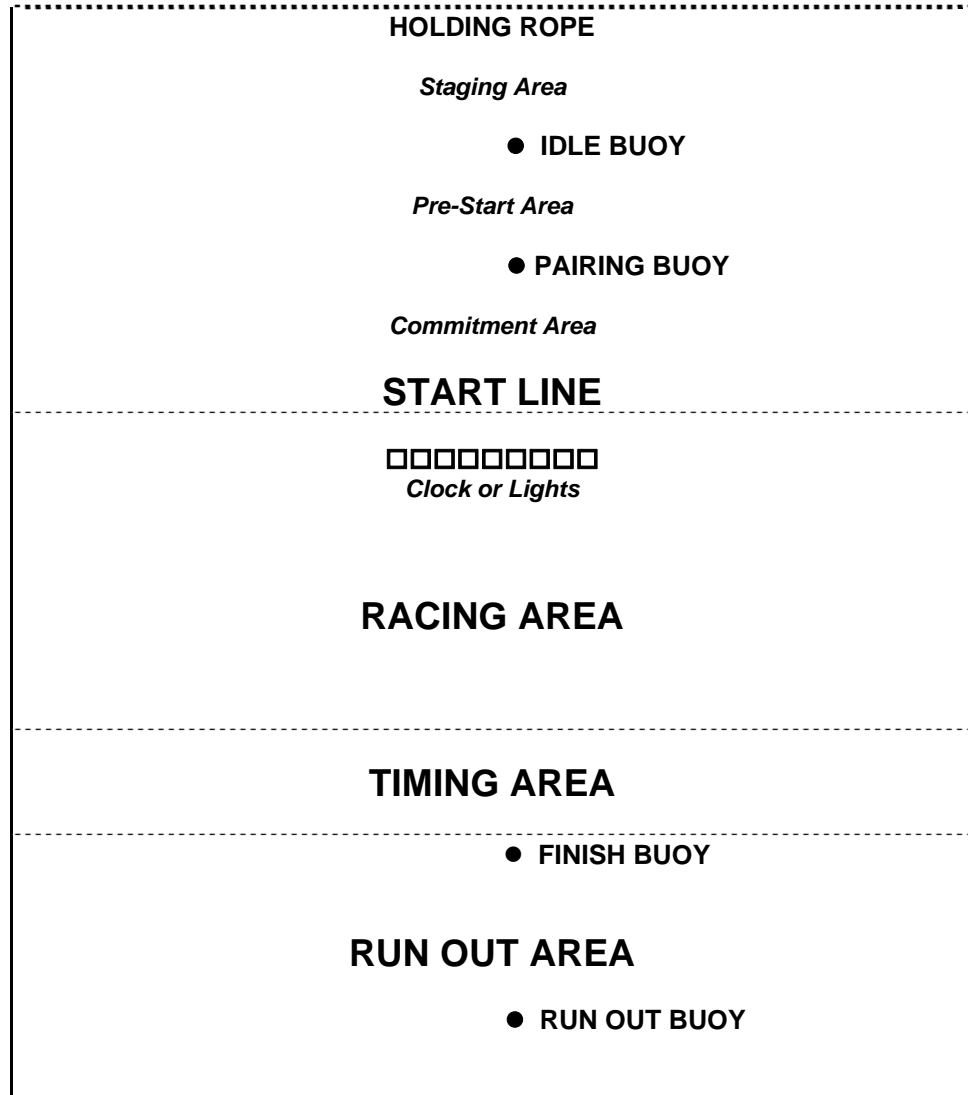 HOLDING ROPE
Staging Area
● IDLE BUOY
Pre-Start Area
● PAIRING BUOY
Commitment Area
START LINE
□□□□□□□□□
Clock or Lights
RACING AREA
TIMING AREA
● FINISH BUOY
RUN OUT AREA
● RUN OUT BUOY